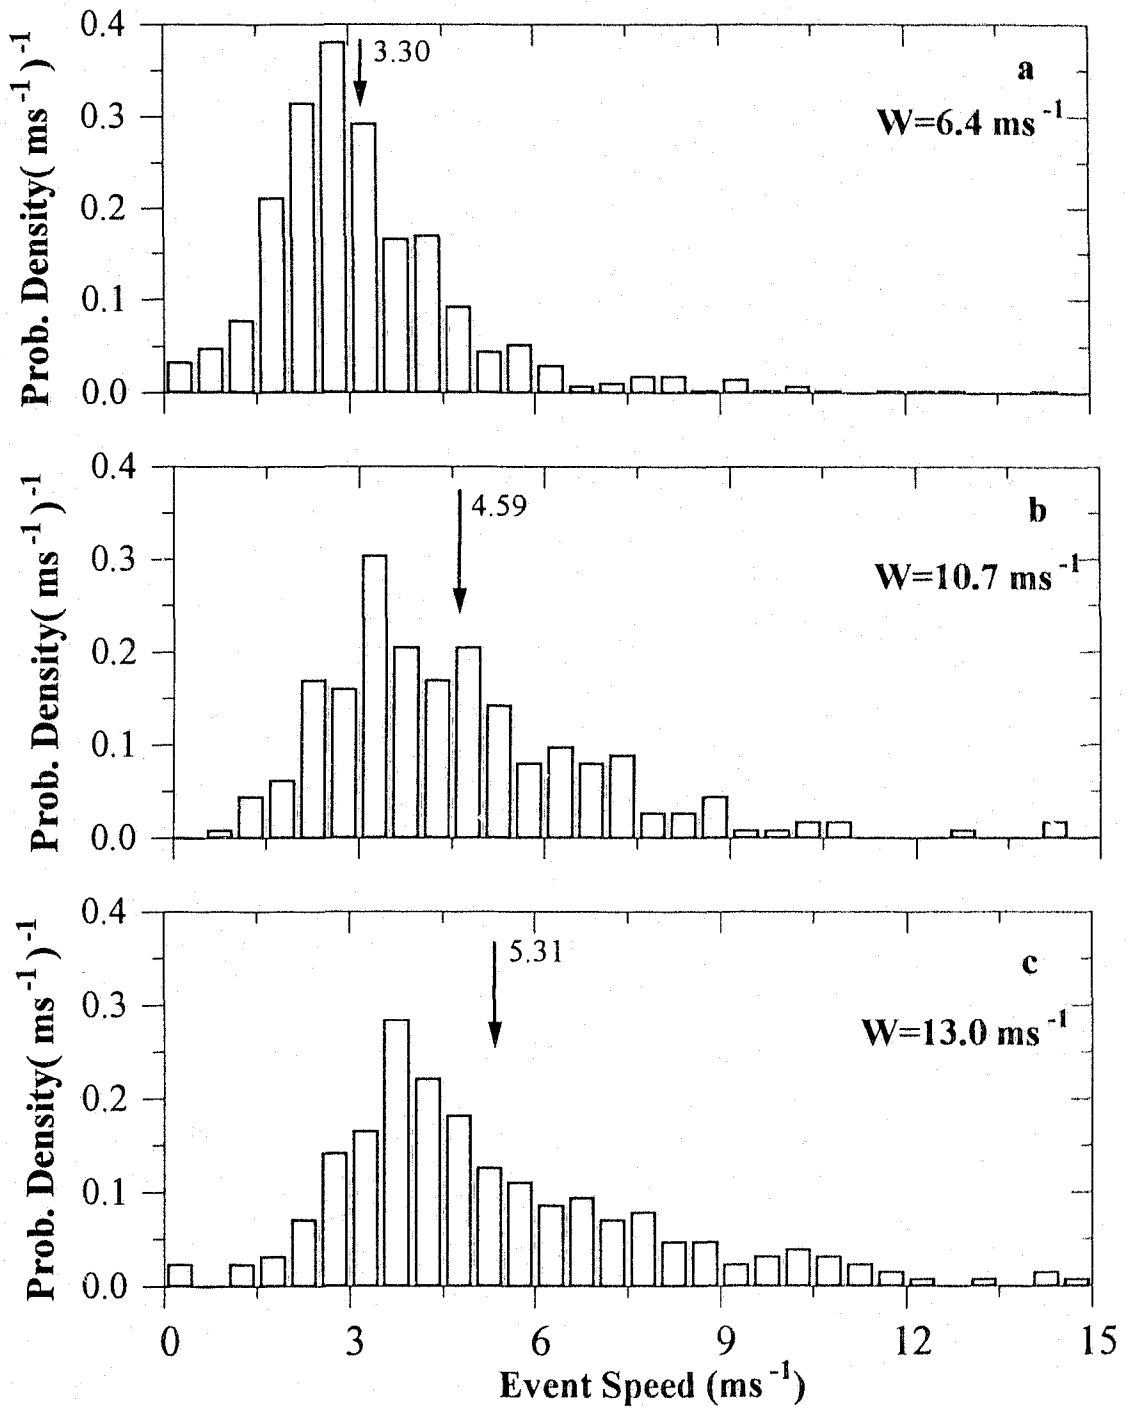 0.4
0.3
0.2
0.1
0.0
Prob. Density( ms⁻¹)⁻¹
3.30
a
W=6.4 ms⁻¹
0.4
0.3
0.2
0.1
0.0
Prob. Density( ms⁻¹)⁻¹
4.59
b
W=10.7 ms⁻¹
0.4
0.3
0.2
0.1
0.0
Prob. Density( ms⁻¹)⁻¹
5.31
c
W=13.0 ms⁻¹
0 3 6 9 12 15
Event Speed (ms⁻¹)